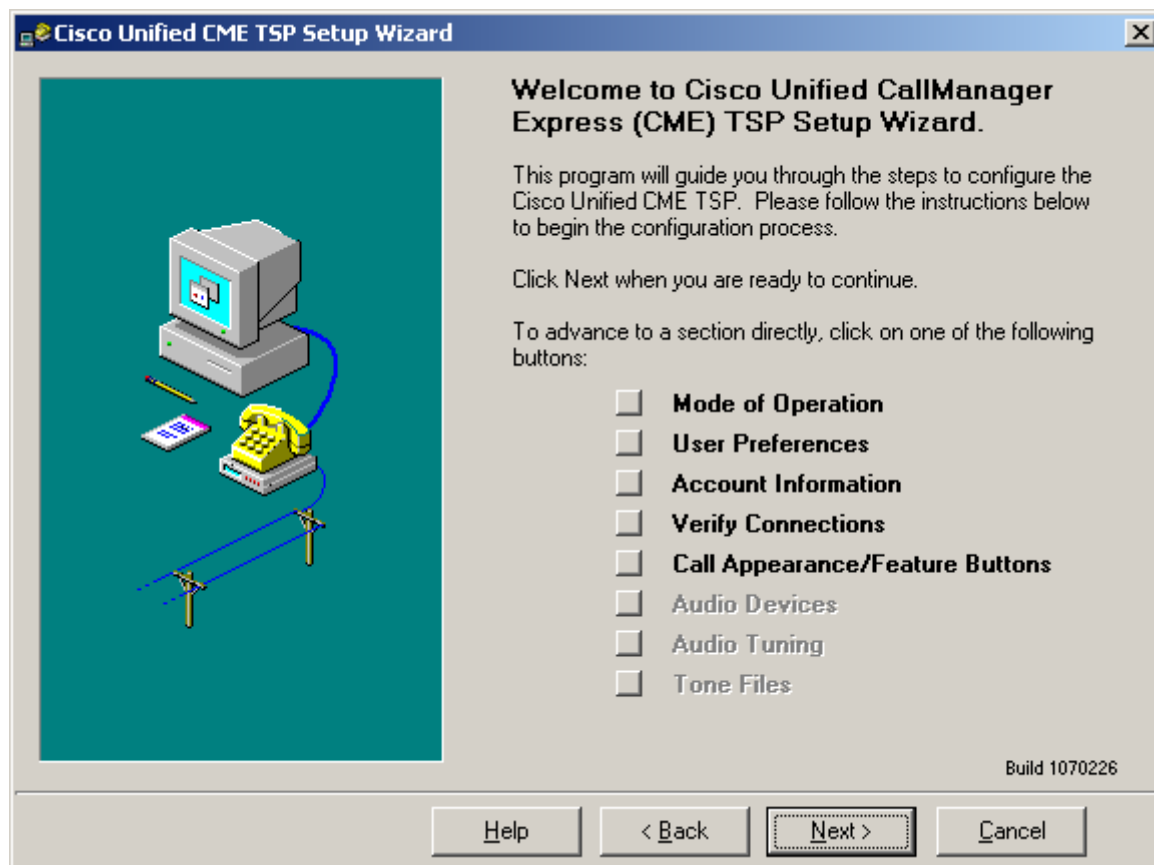 Cisco Unified CME TSP Setup Wizard
Welcome to Cisco Unified CallManager
Express (CME) TSP Setup Wizard.
This program will guide you through the steps to configure the
Cisco Unified CME TSP.  Please follow the instructions below
to begin the configuration process.
Click Next when you are ready to continue.
To advance to a section directly, click on one of the following
buttons:
Mode of Operation
User Preferences
Account Information
Verify Connections
Call Appearance/Feature Buttons
Audio Devices
Audio Tuning
Tone Files
Build 1070226
Help
< Back
Next >
Cancel